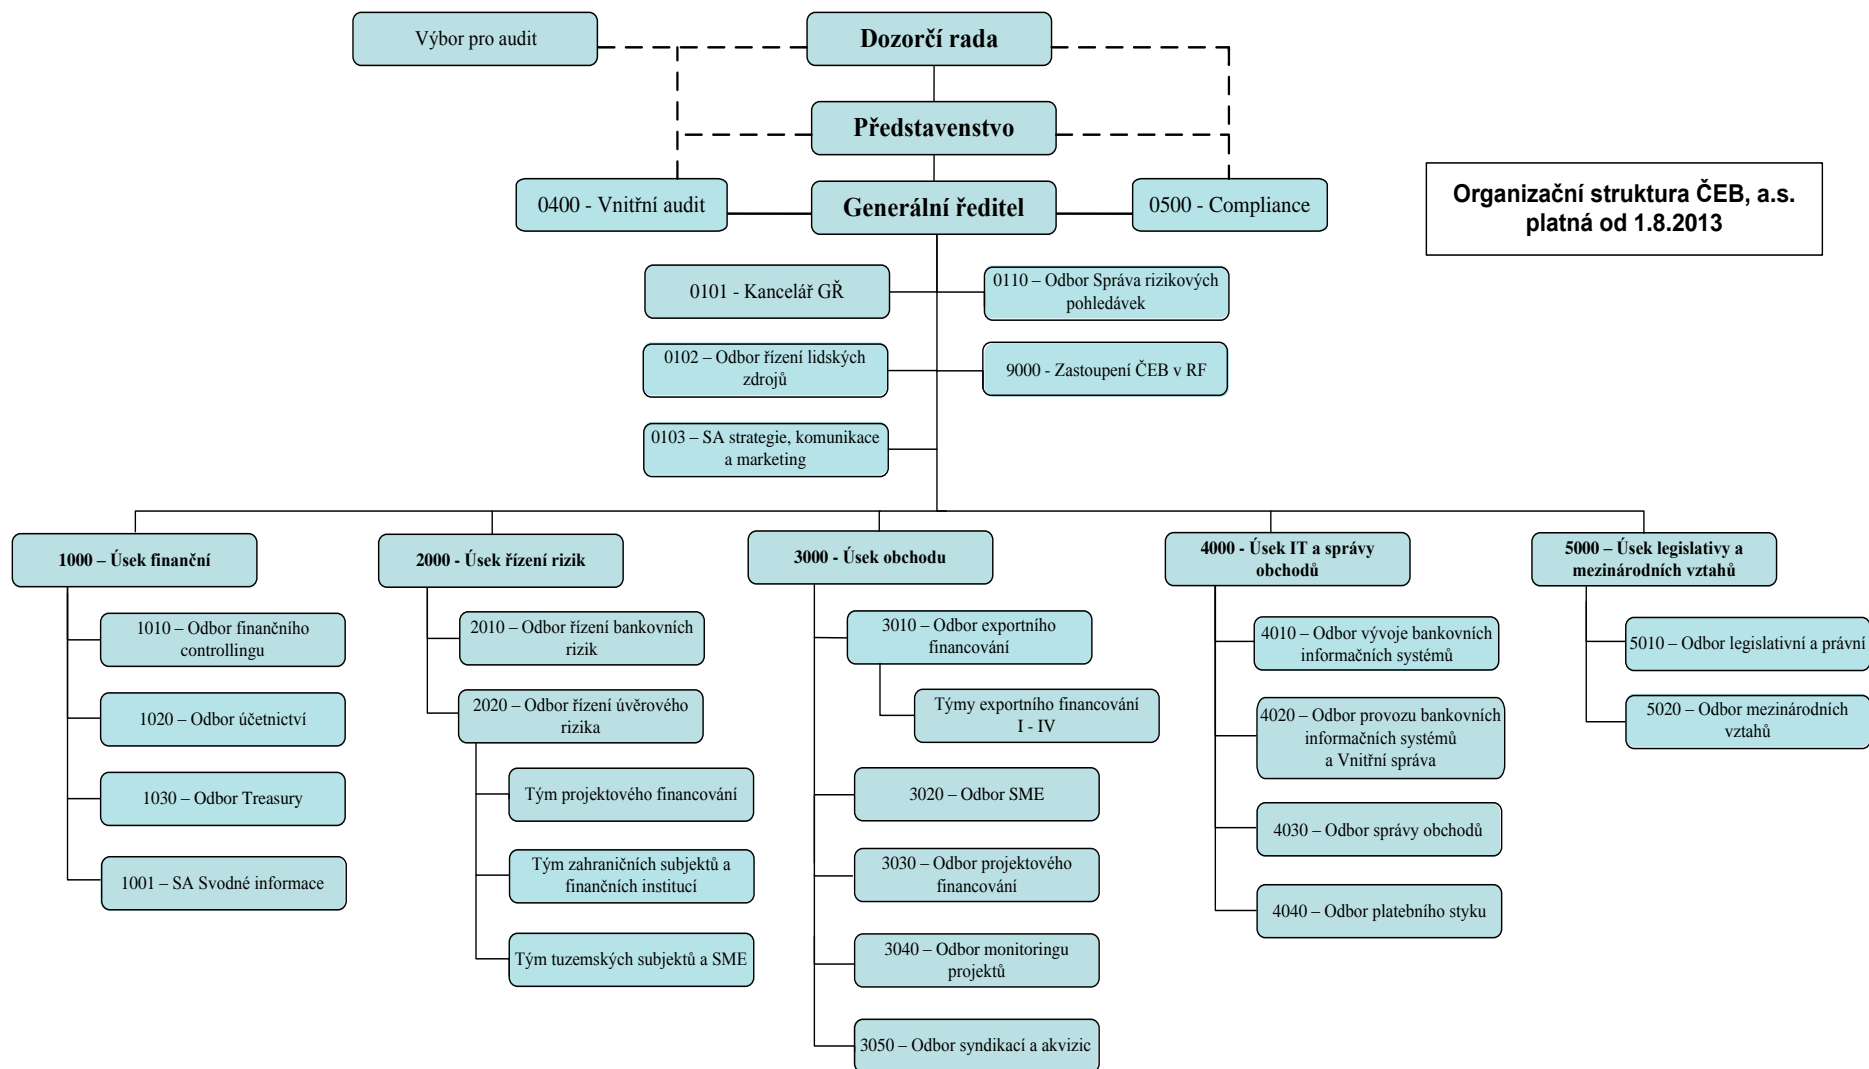 Výbor pro audit
Dozorčí rada
Představenstvo
0400 - Vnitřní audit
Generální ředitel
0500 - Compliance
Organizační struktura ČEB, a.s.
platná od 1.8.2013
0101 - Kancelář GŘ
0110 – Odbor Správa rizikových
pohledávek
0102 – Odbor řízení lidských
zdrojů
9000 - Zastoupení ČEB v RF
0103 – SA strategie, komunikace
a marketing
1000 – Úsek finanční
2000 - Úsek řízení rizik
3000 - Úsek obchodu
4000 - Úsek IT a správy
obchodů
5000 – Úsek legislativy a
mezinárodních vztahů
1010 – Odbor finančního
controllingu
1020 – Odbor účetnictví
1030 – Odbor Treasury
1001 – SA Svodné informace
2010 – Odbor řízení bankovních
rizik
2020 – Odbor řízení úvěrového
rizika
Tým projektového financování
Tým zahraničních subjektů a
finančních institucí
Tým tuzemských subjektů a SME
3010 – Odbor exportního
financování
Týmy exportního financování
I - IV
3020 – Odbor SME
3030 – Odbor projektového
financování
3040 – Odbor monitoringu
projektů
3050 – Odbor syndikací a akvizic
4010 – Odbor vývoje bankovních
informačních systémů
4020 – Odbor provozu bankovních
informačních systémů
a Vnitřní správa
4030 – Odbor správy obchodů
4040 – Odbor platebního styku
5010 – Odbor legislativní a právní
5020 – Odbor mezinárodních
vztahů